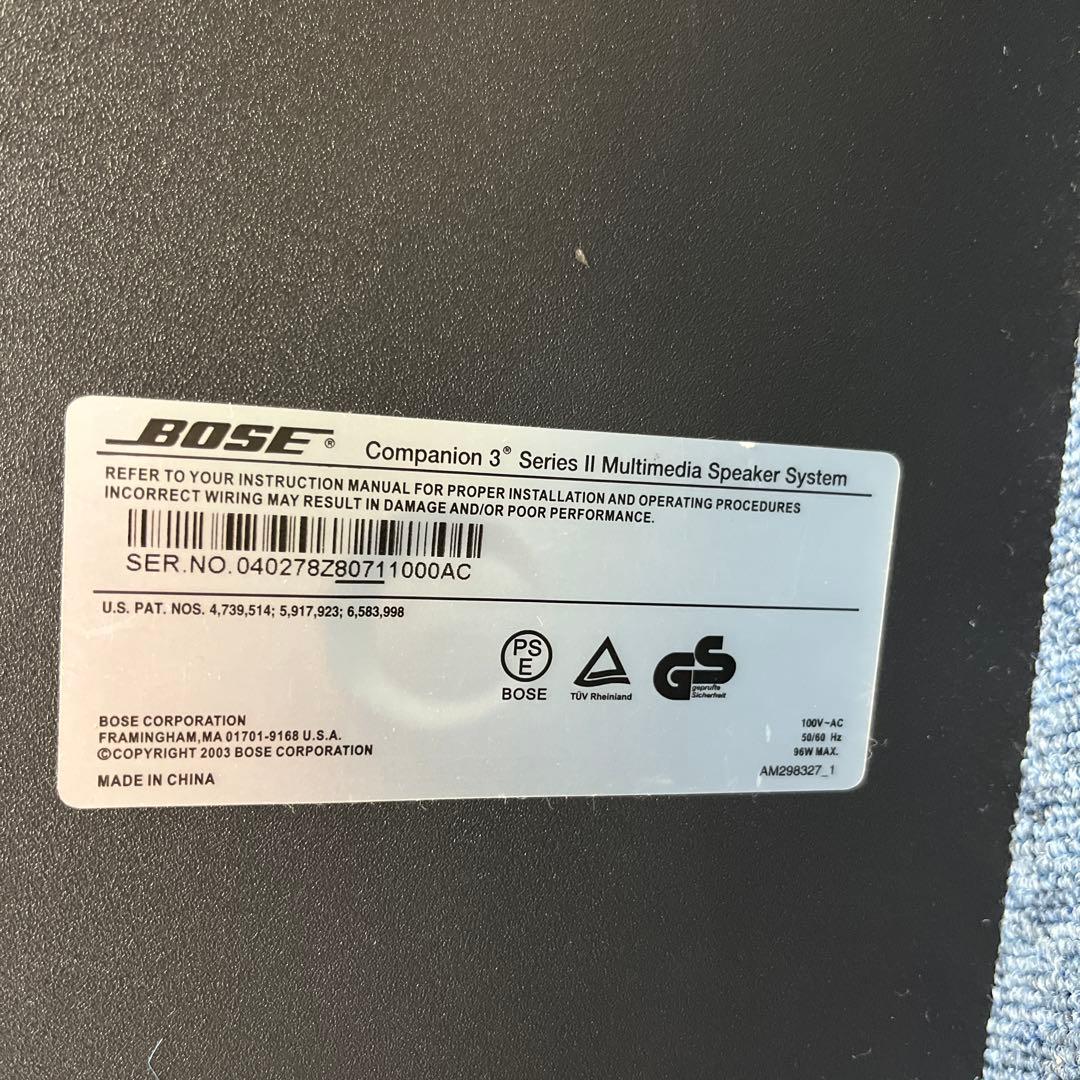 BOSE® Companion 3® Series II Multimedia Speaker System
REFER TO YOUR INSTRUCTION MANUAL FOR PROPER INSTALLATION AND OPERATING PROCEDURES
INCORRECT WIRING MAY RESULT IN DAMAGE AND/OR POOR PERFORMANCE.
SER.NO.040278Z80711000AC
U.S. PAT. NOS. 4,739,514; 5,917,923; 6,583,998
PS
E
BOSE
TÜV Rheinland
GS
geprüfte
Sicherheit
BOSE CORPORATION
FRAMINGHAM,MA 01701-9168 U.S.A.
©COPYRIGHT 2003 BOSE CORPORATION
MADE IN CHINA
100V~AC
50/60 Hz
96W MAX.
AM298327_1